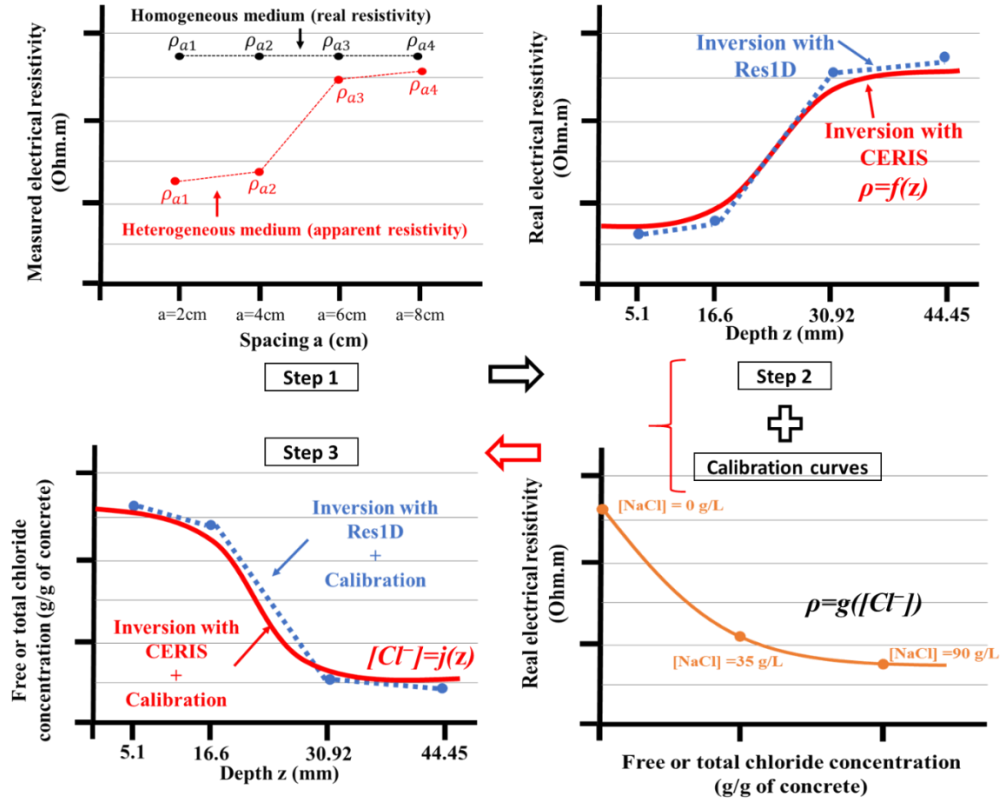 Homogeneous medium (real resistivity)
ρa1 ρa2 ρa3 ρa4
ρa3 ρa4
ρa1 ρa2
Heterogeneous medium (apparent resistivity)
Measured electrical resistivity
(Ohm.m)
a=2cm a=4cm a=6cm a=8cm
Spacing a (cm)
Step 1
Inversion with
Res1D
Inversion with
CERIS
ρ=f(z)
Real electrical resistivity
(Ohm.m)
5.1 16.6 30.92 44.45
Depth z (mm)
Step 2
Calibration curves
Step 3
Inversion with
Res1D
+
Calibration
Inversion with
CERIS
+
Calibration
[Cl⁻]=j(z)
Free or total chloride
concentration (g/g of concrete)
5.1 16.6 30.92 44.45
Depth z (mm)
[NaCl] = 0 g/L
ρ=g([Cl⁻])
[NaCl] =35 g/L
[NaCl] =90 g/L
Real electrical resistivity
(Ohm.m)
Free or total chloride concentration
(g/g of concrete)